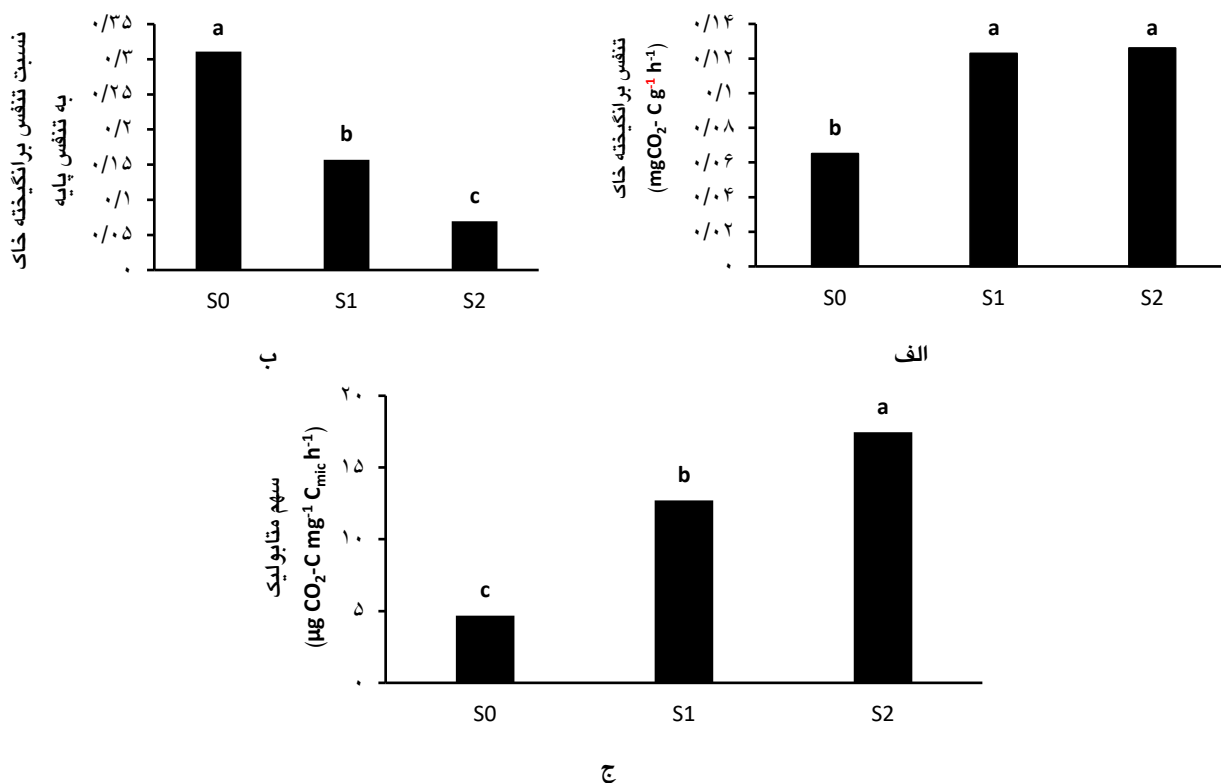 تنفس برانگیخته خاک
(mgCO₂- C g⁻¹ h⁻¹)
۰/۱۴
۰/۱۲
۰/۱
۰/۰۸
۰/۰۶
۰/۰۴
۰/۰۲
۰
b
a
a
S0
S1
S2
الف
نسبت تنفس برانگیخته خاک
به تنفس پایه
۰/۳۵
۰/۳
۰/۲۵
۰/۲
۰/۱۵
۰/۱
۰/۰۵
۰
a
b
c
S0
S1
S2
ب
سهم متابولیک
(µg CO₂-C mg⁻¹ Cmic h⁻¹)
۲۰
۱۵
۱۰
۵
۰
c
b
a
S0
S1
S2
ج